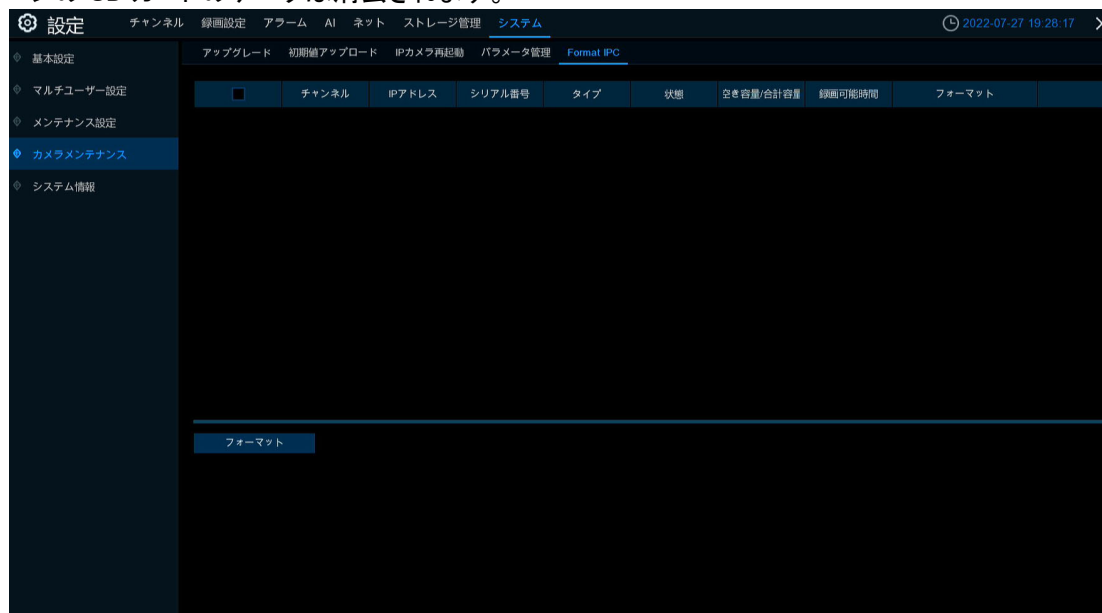 設定 チャンネル 録画設定 アラーム AI ネット ストレージ管理 システム 2022-07-27 19:28:17
アップグレード 初期値アップロード IPカメラ再起動 パラメータ管理 Format IPC
基本設定
マルチユーザー設定
メンテナンス設定
カメラメンテナンス
システム情報
チャンネル IPアドレス シリアル番号 タイプ 状態 空き容量/合計容量 録画可能時間 フォーマット
フォーマット